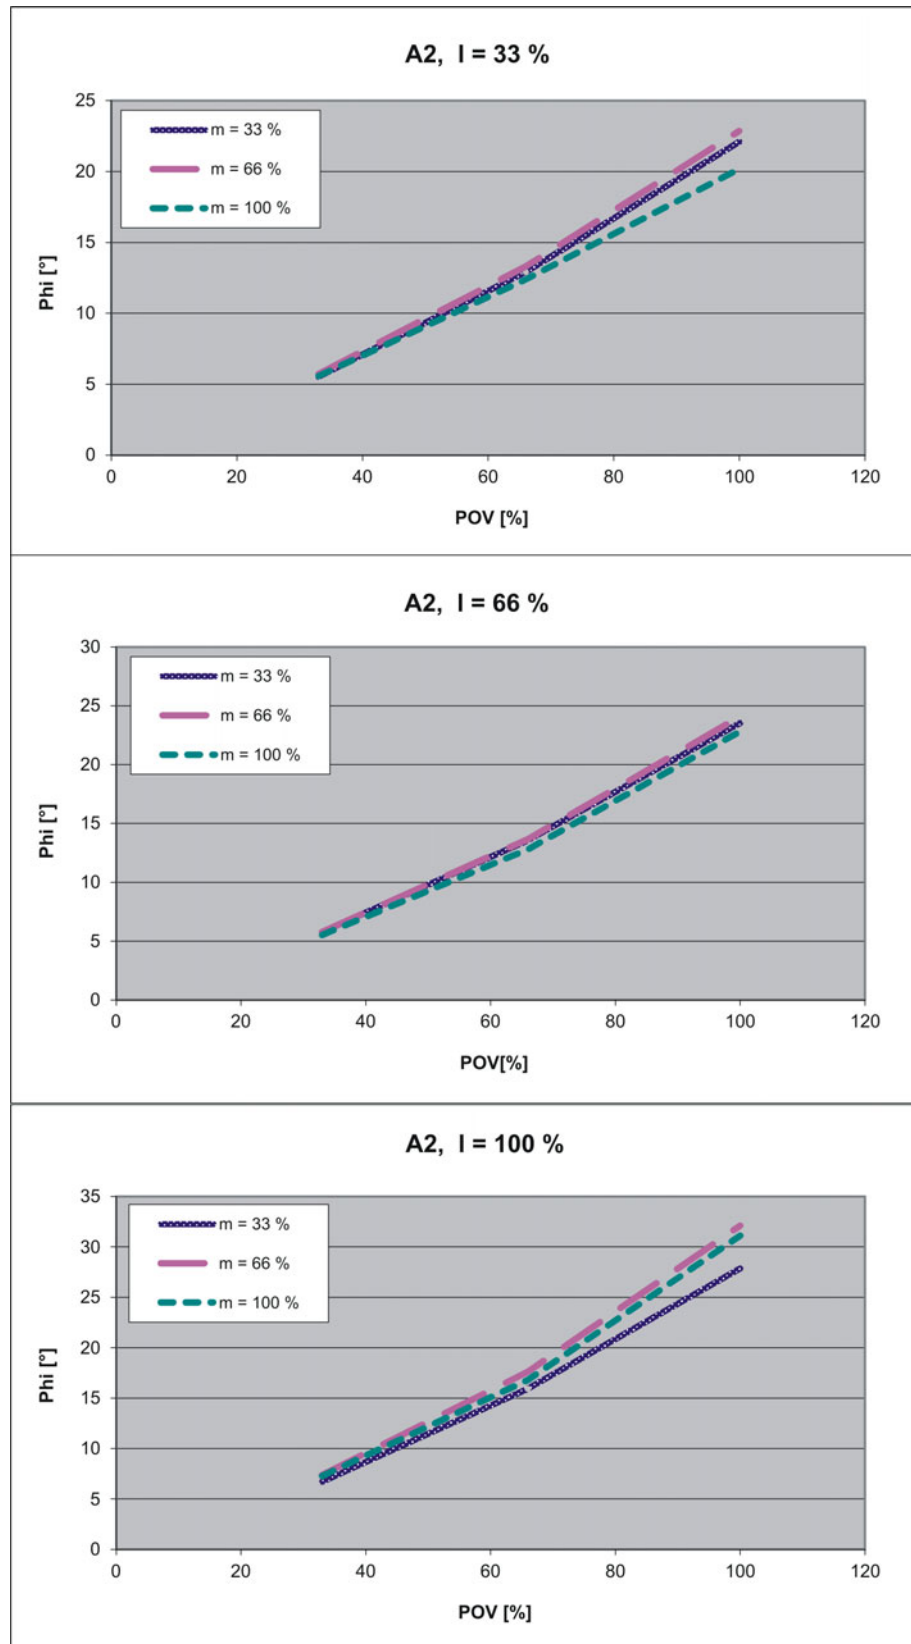 A2, I = 33 %
25
20
15
10
5
0
Phi [°]
m = 33 %
m = 66 %
m = 100 %
0 20 40 60 80 100 120
POV [%]
A2, I = 66 %
30
25
20
15
10
5
0
Phi [°]
m = 33 %
m = 66 %
m = 100 %
0 20 40 60 80 100 120
POV[%]
A2, I = 100 %
35
30
25
20
15
10
5
0
Phi [°]
m = 33 %
m = 66 %
m = 100 %
0 20 40 60 80 100 120
POV [%]